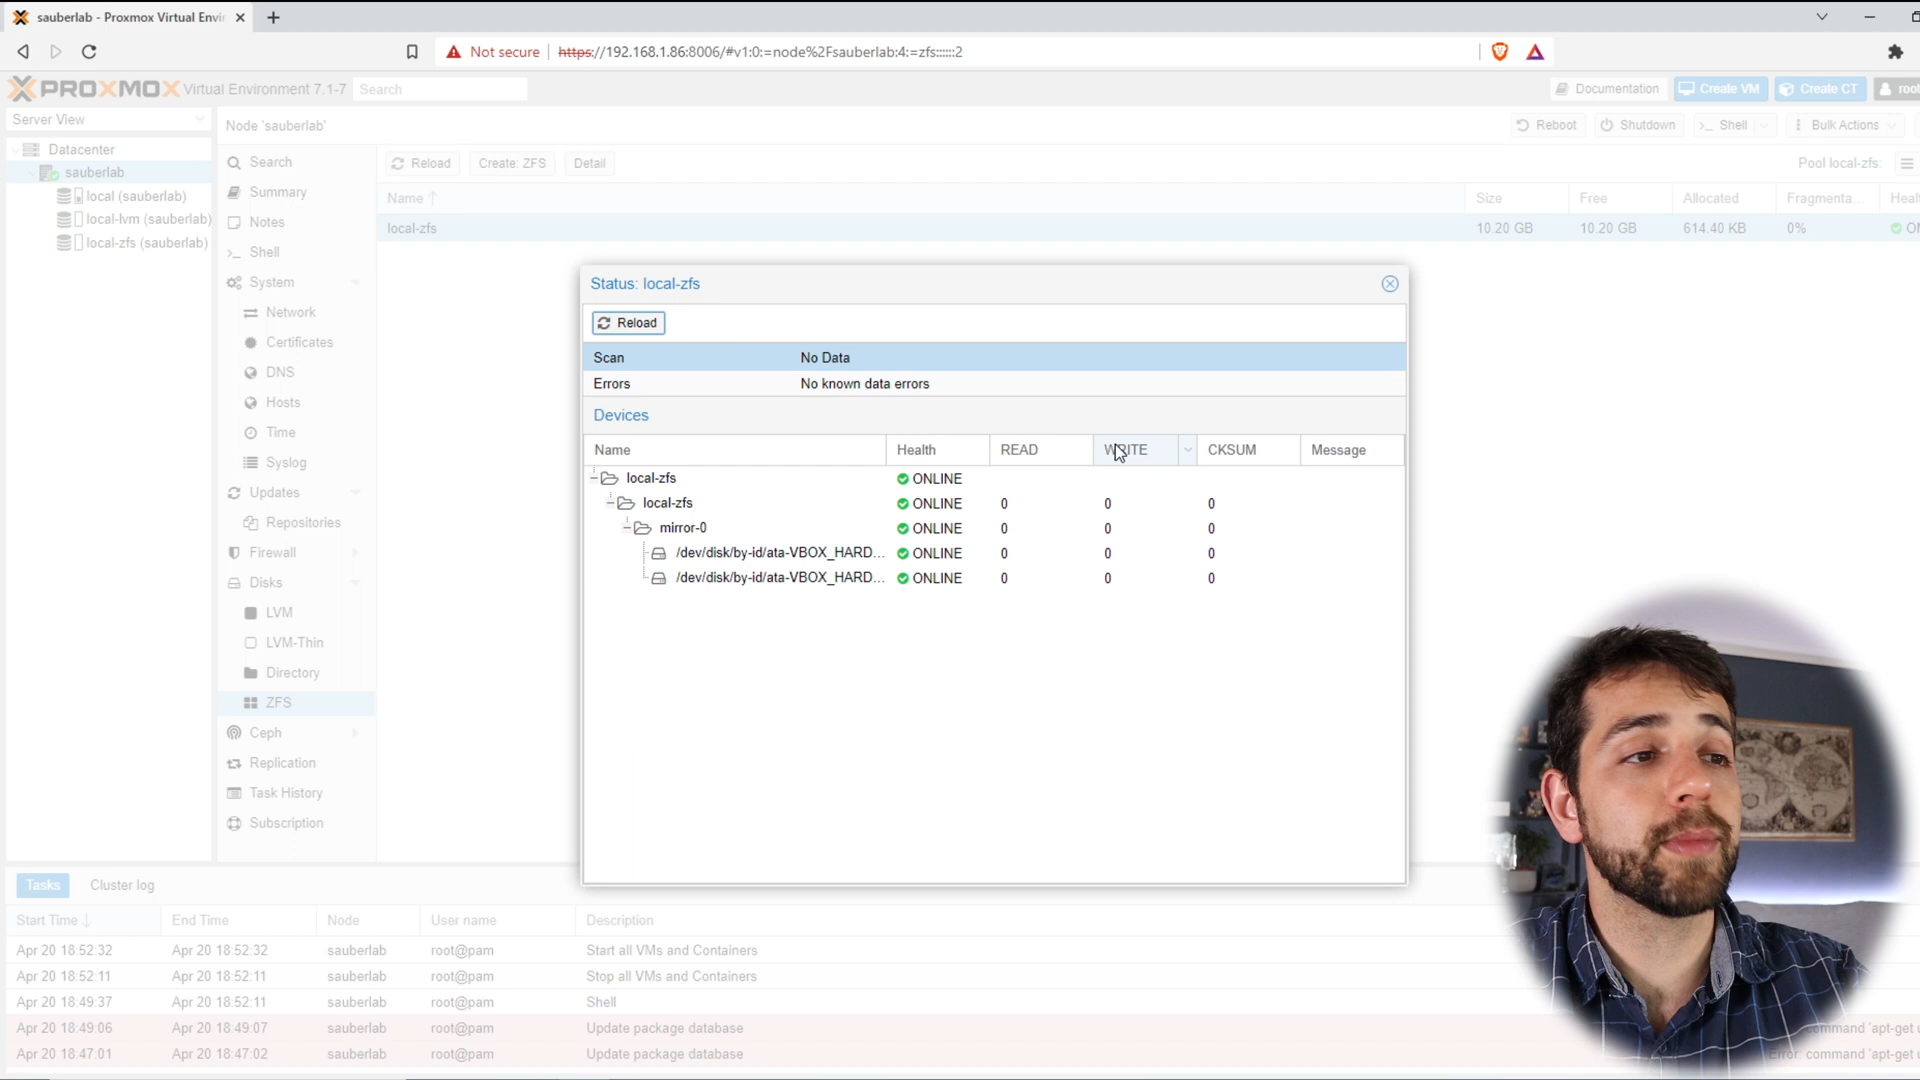 sauberlab - Proxmox Virtual Envi
Not secure https://192.168.1.86:8006/#v1:0:=node%2Fsauberlab:4:=zfs::::::2
PROXMOX Virtual Environment 7.1-7 Search
Documentation Create VM Create CT root
Server View
Node 'sauberlab'
Reboot Shutdown Shell Bulk Actions
Datacenter
sauberlab
local (sauberlab)
local-lvm (sauberlab)
local-zfs (sauberlab)
Search
Summary
Notes
Shell
System
Network
Certificates
DNS
Hosts
Time
Syslog
Updates
Repositories
Firewall
Disks
LVM
LVM-Thin
Directory
ZFS
Ceph
Replication
Task History
Subscription
Reload Create: ZFS Detail
Pool local-zfs:
Name Size Free Allocated Fragmenta... Healt
local-zfs 10.20 GB 10.20 GB 614.40 KB 0% ON
Status: local-zfs
Reload
Scan No Data
Errors No known data errors
Devices
Name Health READ WRITE CKSUM Message
local-zfs ONLINE
local-zfs ONLINE 0 0 0
mirror-0 ONLINE 0 0 0
/dev/disk/by-id/ata-VBOX_HARD... ONLINE 0 0 0
/dev/disk/by-id/ata-VBOX_HARD... ONLINE 0 0 0
Tasks Cluster log
Start Time End Time Node User name Description
Apr 20 18:52:32 Apr 20 18:52:32 sauberlab root@pam Start all VMs and Containers
Apr 20 18:52:11 Apr 20 18:52:11 sauberlab root@pam Stop all VMs and Containers
Apr 20 18:49:37 Apr 20 18:52:11 sauberlab root@pam Shell
Apr 20 18:49:06 Apr 20 18:49:07 sauberlab root@pam Update package database command 'apt-get u
Apr 20 18:47:01 Apr 20 18:47:02 sauberlab root@pam Update package database Error: command 'apt-get u